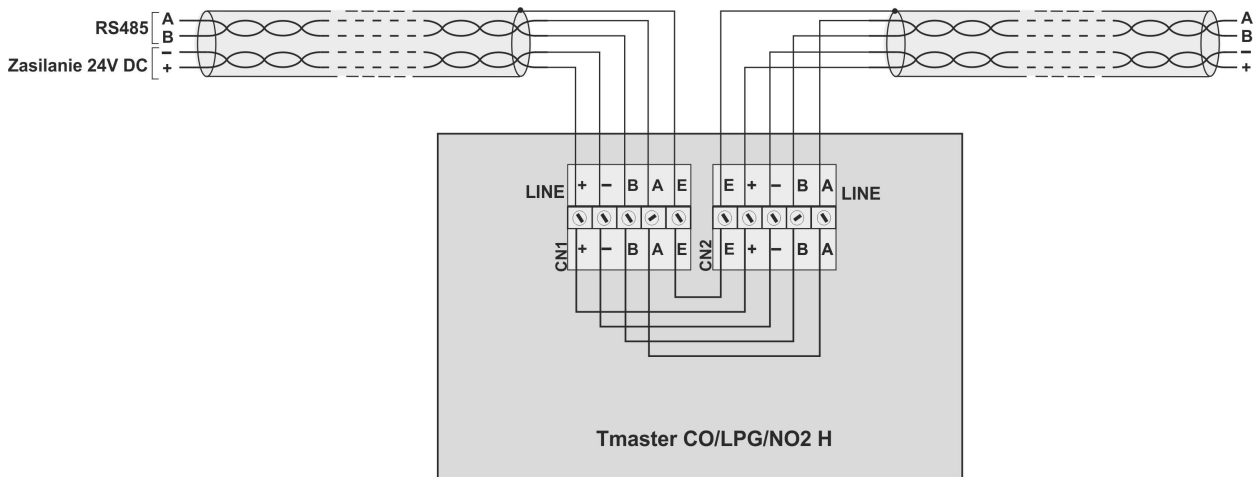 RS485
A
B
Zasilanie 24V DC
−
+
A
B
−
+
LINE + − B A E
E + − B A LINE
CN1 + − B A E
CN2 E + − B A
Tmaster CO/LPG/NO2 H